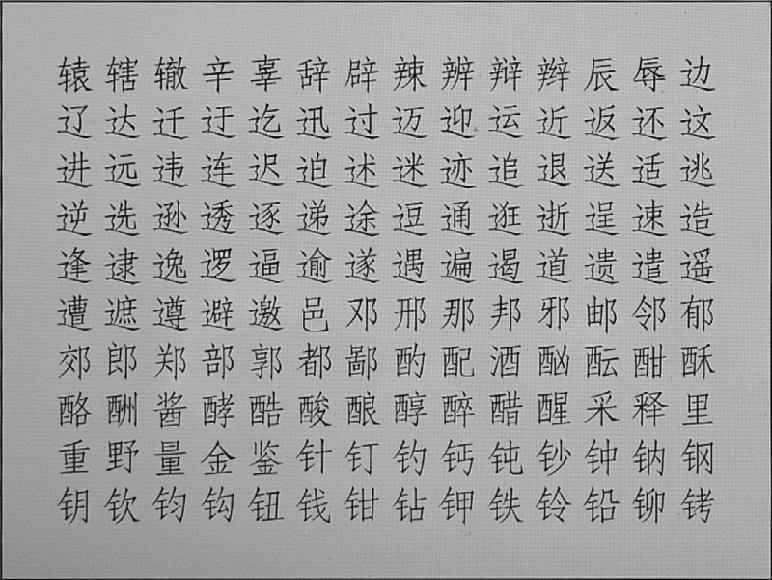 辕辖辙辛辜辞辟辣辨辩辫辰辱边
辽达迁迂迄迅过迈迎运近返还这
进远违连迟迫述迷迹追退送适逃
逆选逊透逐递途逗通逛逝逞速造
逢逮逸逻逼逾遂遇遍遏道遗遣遥
遭遮遵避邀邑邓邢那邦邪邮邻郁
郊郎郑部郭都鄙酌配酒酗酝酣酥
酪酬酱酵酷酸酿醇醉醋醒采释里
重野量金鉴针钉钓钙钝钞钟钠钢
钥钦钧钩钮钱钳钻钾铁铃铅铆铐